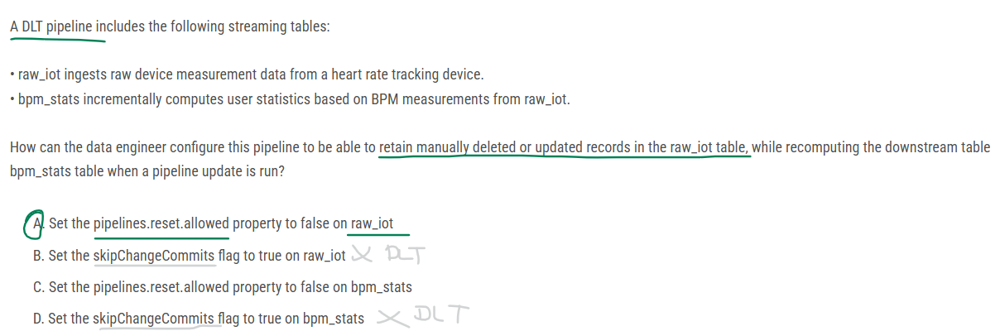 A DLT pipeline includes the following streaming tables:
• raw_iot ingests raw device measurement data from a heart rate tracking device.
• bpm_stats incrementally computes user statistics based on BPM measurements from raw_iot.
How can the data engineer configure this pipeline to be able to retain manually deleted or updated records in the raw_iot table, while recomputing the downstream table
bpm_stats table when a pipeline update is run?
A. Set the pipelines.reset.allowed property to false on raw_iot
B. Set the skipChangeCommits flag to true on raw_iot X DLT
C. Set the pipelines.reset.allowed property to false on bpm_stats
D. Set the skipChangeCommits flag to true on bpm_stats X DLT